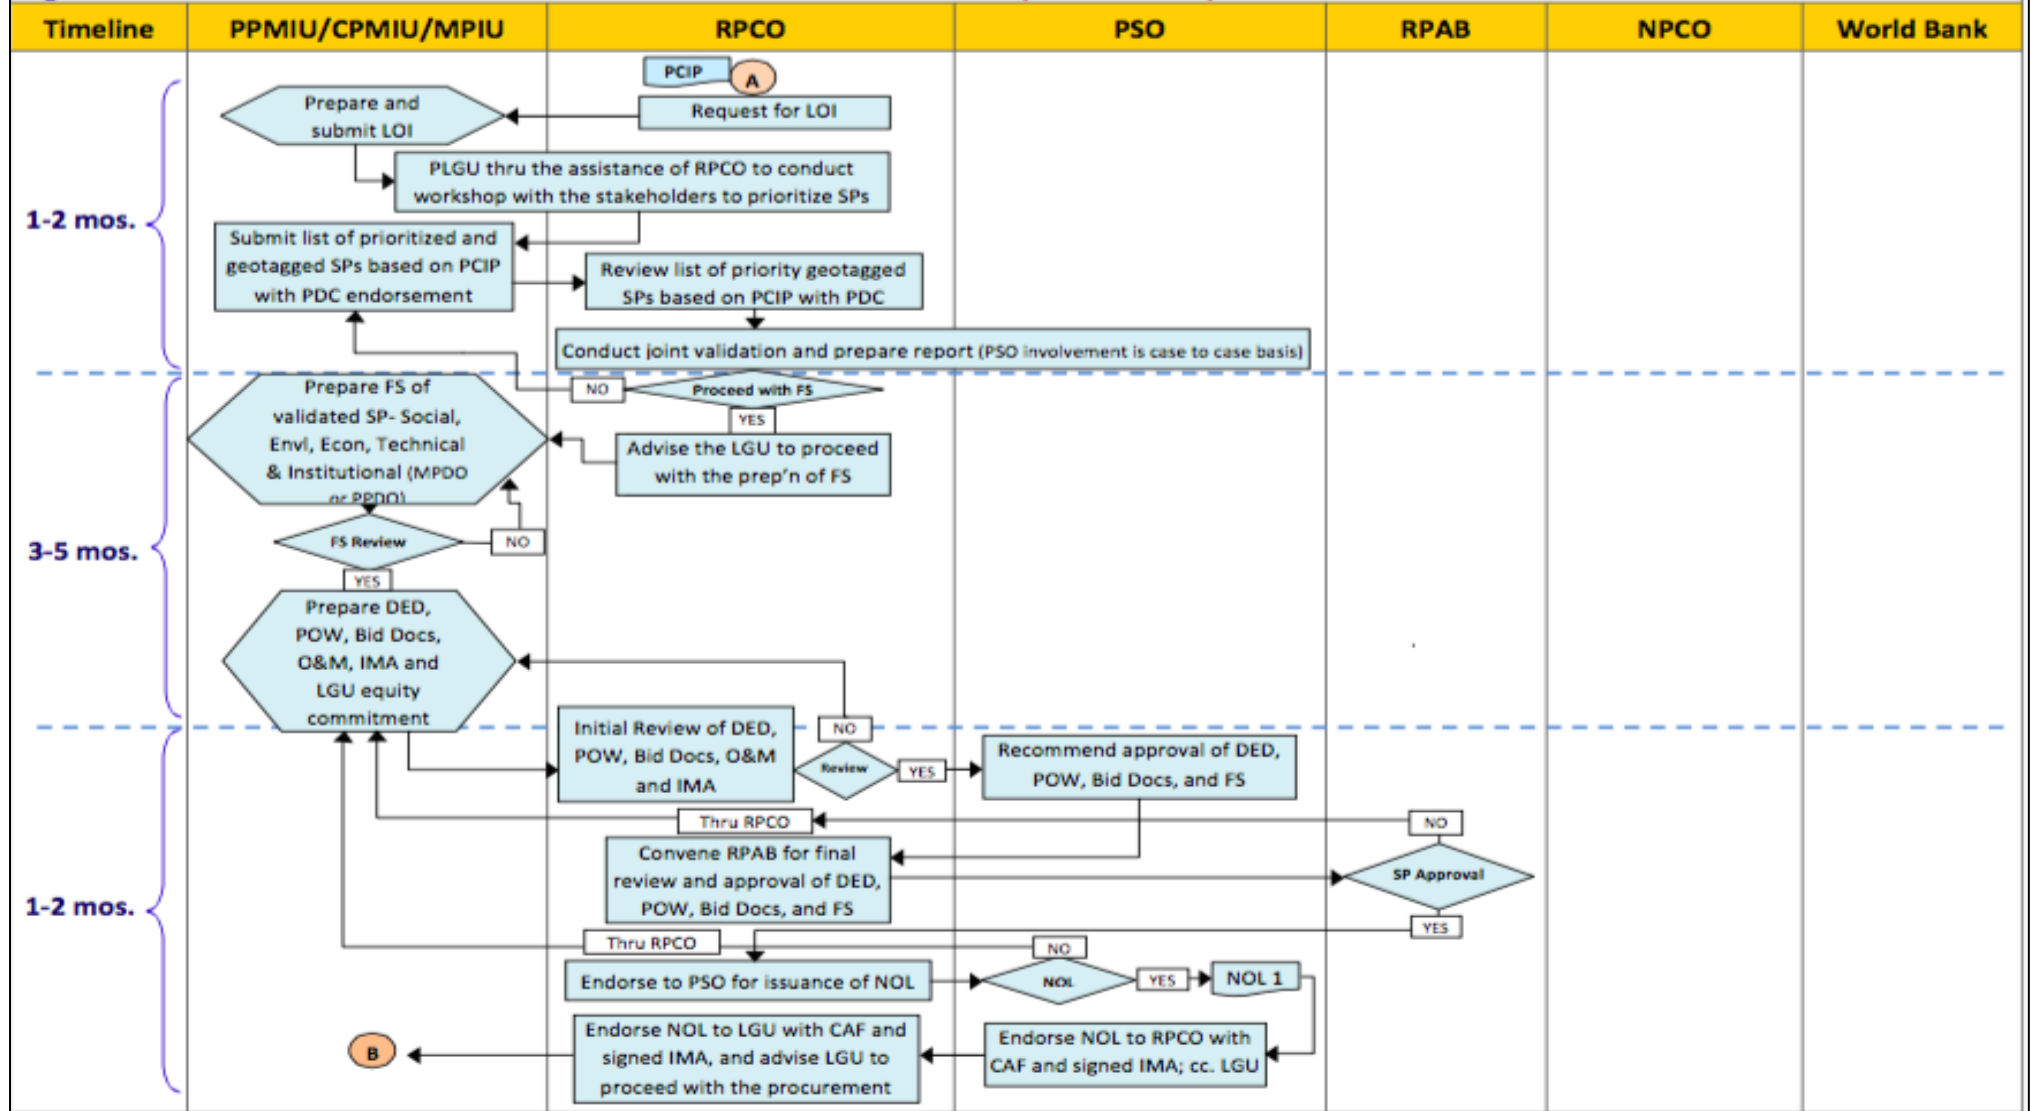 Timeline
PPMIU/CPMIU/MPIU
RPCO
PSO
RPAB
NPCO
World Bank
PCIP
A
Request for LOI
Prepare and
submit LOI
PLGU thru the assistance of RPCO to conduct
workshop with the stakeholders to prioritize SPs
1-2 mos.
Submit list of prioritized and
geotagged SPs based on PCIP
with PDC endorsement
Review list of priority geotagged
SPs based on PCIP with PDC
Conduct joint validation and prepare report (PSO involvement is case to case basis)
Proceed with FS
NO
YES
Advise the LGU to proceed
with the prep'n of FS
Prepare FS of
validated SP- Social,
Envl, Econ, Technical
& Institutional (MPDO
or PPDO)
3-5 mos.
FS Review
NO
YES
Prepare DED,
POW, Bid Docs,
O&M, IMA and
LGU equity
commitment
Initial Review of DED,
POW, Bid Docs, O&M
and IMA
NO
Review
YES
Recommend approval of DED,
POW, Bid Docs, and FS
Thru RPCO
NO
Convene RPAB for final
review and approval of DED,
POW, Bid Docs, and FS
SP Approval
YES
1-2 mos.
Thru RPCO
NO
Endorse to PSO for issuance of NOL
NOL
YES
NOL 1
Endorse NOL to RPCO with
CAF and signed IMA; cc. LGU
Endorse NOL to LGU with CAF and
signed IMA, and advise LGU to
proceed with the procurement
B